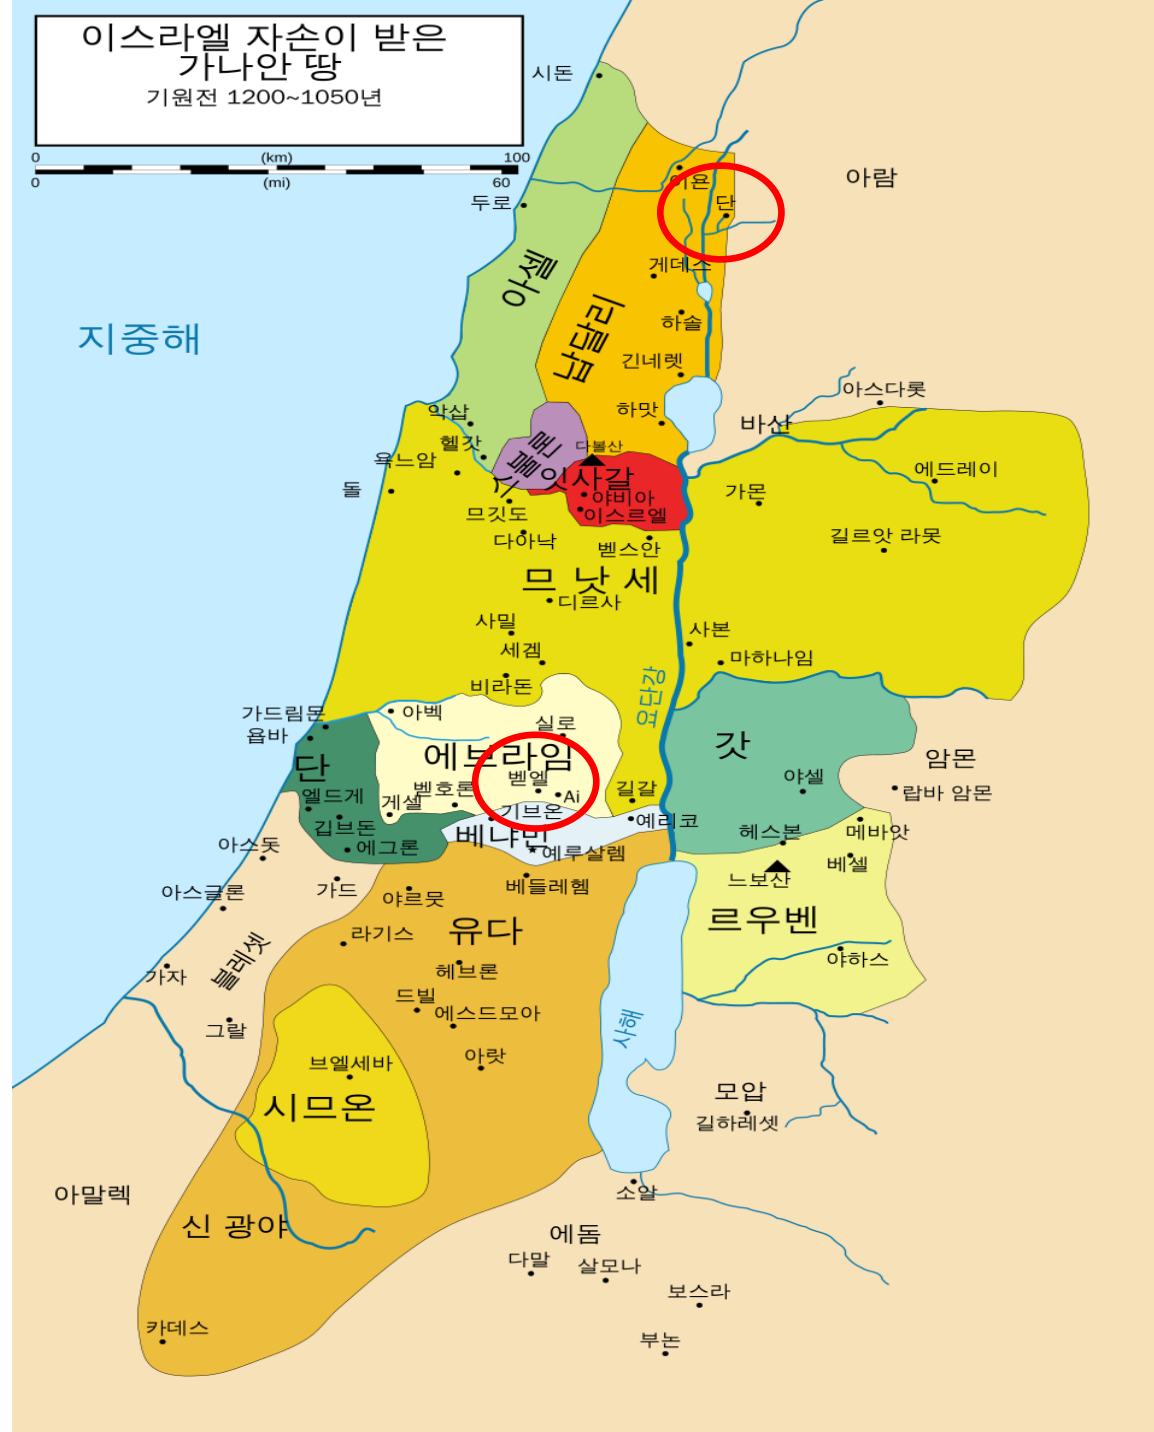 이스라엘 자손이 받은
가나안 땅
기원전 1200~1050년
0 (km) 100
0 (mi) 60
시돈
이욘
아람
단
두로
아셀
게데스
납달리
하솔
지중해
긴네렛
아스다롯
악삽
하맛
바산
헬갓
스불론
다볼산
욕느암
잇사갈
에드레이
돌
야비아
가몬
므깃도
이스르엘
다아낙
벧스안
길르앗 라못
므 낫 세
디르사
사밀
사본
세겜
마하나임
비라돈
요단강
가드림몬
아벡
실로
욥바
에브라임
갓
암몬
단
벧엘
야셀
엘드게
게셀
벧호론
Ai
길갈
랍바 암몬
기브온
깁브돈
베냐민
예리코
헤스본
메바앗
아스돗
에그론
예루살렘
베셀
아스글론
가드
야르뭇
베들레헴
느보산
라기스
유다
르우벤
블레셋
가자
헤브론
야하스
드빌
그랄
에스드모아
사해
브엘세바
아랏
시므온
모압
길하레셋
아말렉
소알
신 광야
에돔
다말
살모나
보스라
카데스
부논